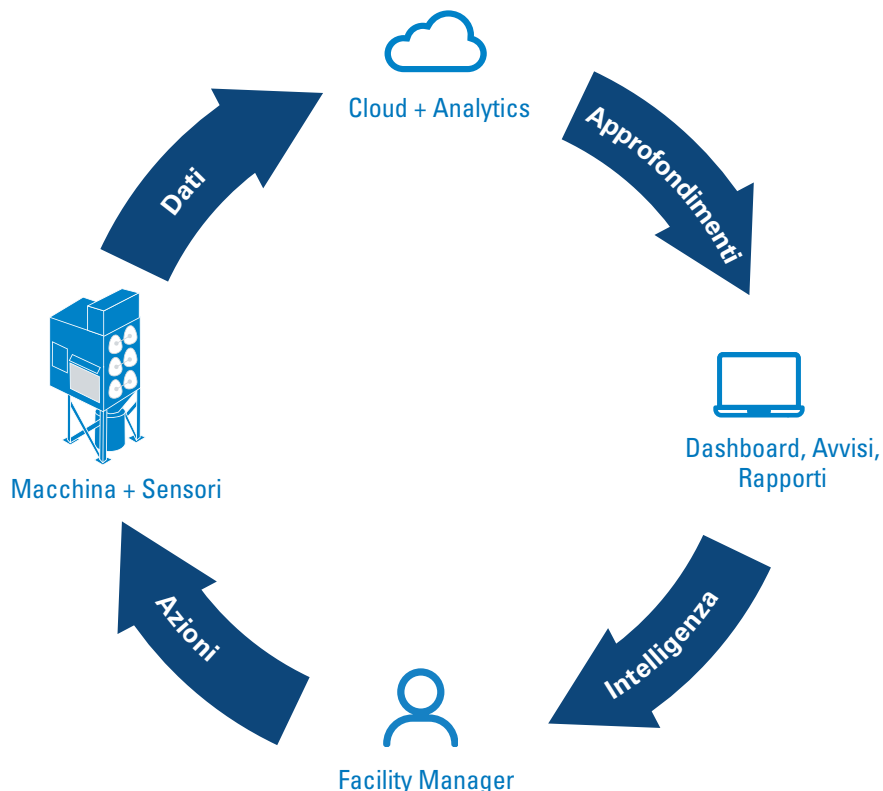 Cloud + Analytics
Approfondimenti
Dati
Dashboard, Avvisi,
Rapporti
Macchina + Sensori
Intelligenza
Azioni
Facility Manager